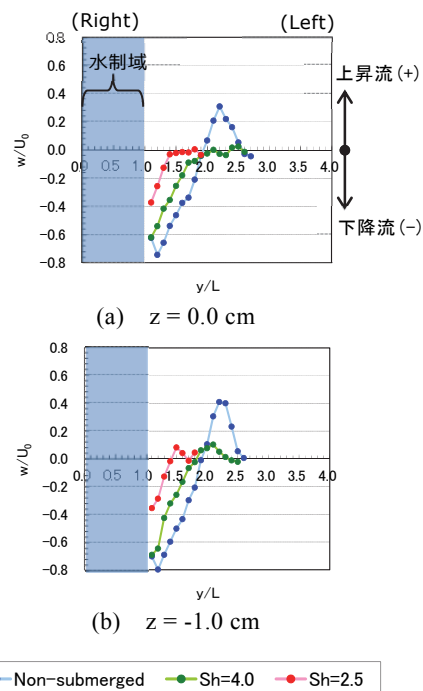 (Right) (Left)
0.8
0.6
水制域
上昇流(+)
0.4
0.2
w/U0
0.0
0.0 0.5 1.0 1.5 2.0 2.5 3.0 3.5 4.0
-0.2
-0.4
下降流(-)
-0.6
-0.8
y/L
(a) z = 0.0 cm
0.8
0.6
0.4
0.2
w/U0
0.0
0.0 0.5 1.0 1.5 2.0 2.5 3.0 3.5 4.0
-0.2
-0.4
-0.6
-0.8
y/L
(b) z = -1.0 cm
Non-submerged Sh=4.0 Sh=2.5